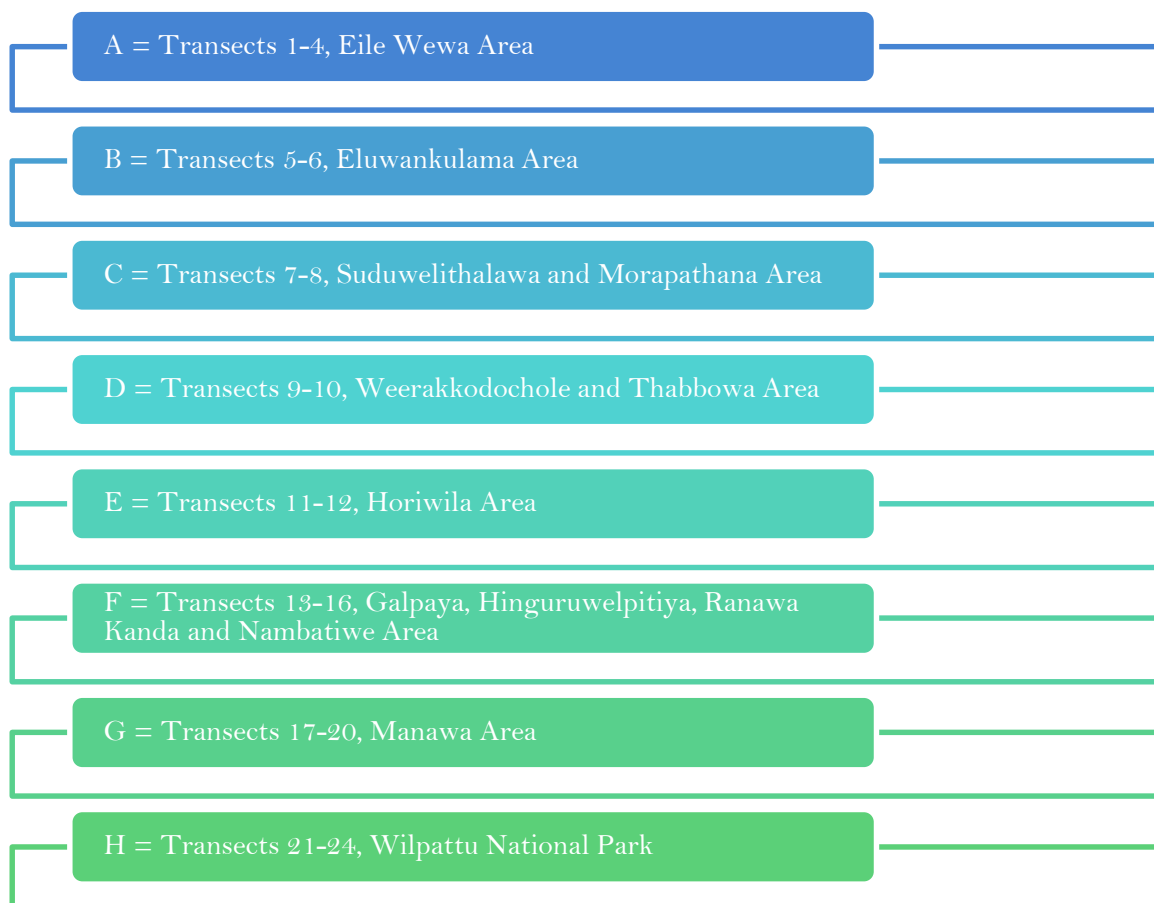 A = Transects 1-4, Eile Wewa Area
B = Transects 5-6, Eluwankulama Area
C = Transects 7-8, Suduwelithalawa and Morapathana Area
D = Transects 9-10, Weerakkodochole and Thabbowa Area
E = Transects 11-12, Horiwila Area
F = Transects 13-16, Galpaya, Hinguruwelpitiya, Ranawa
Kanda and Nambatiwe Area
G = Transects 17-20, Manawa Area
H = Transects 21-24, Wilpattu National Park